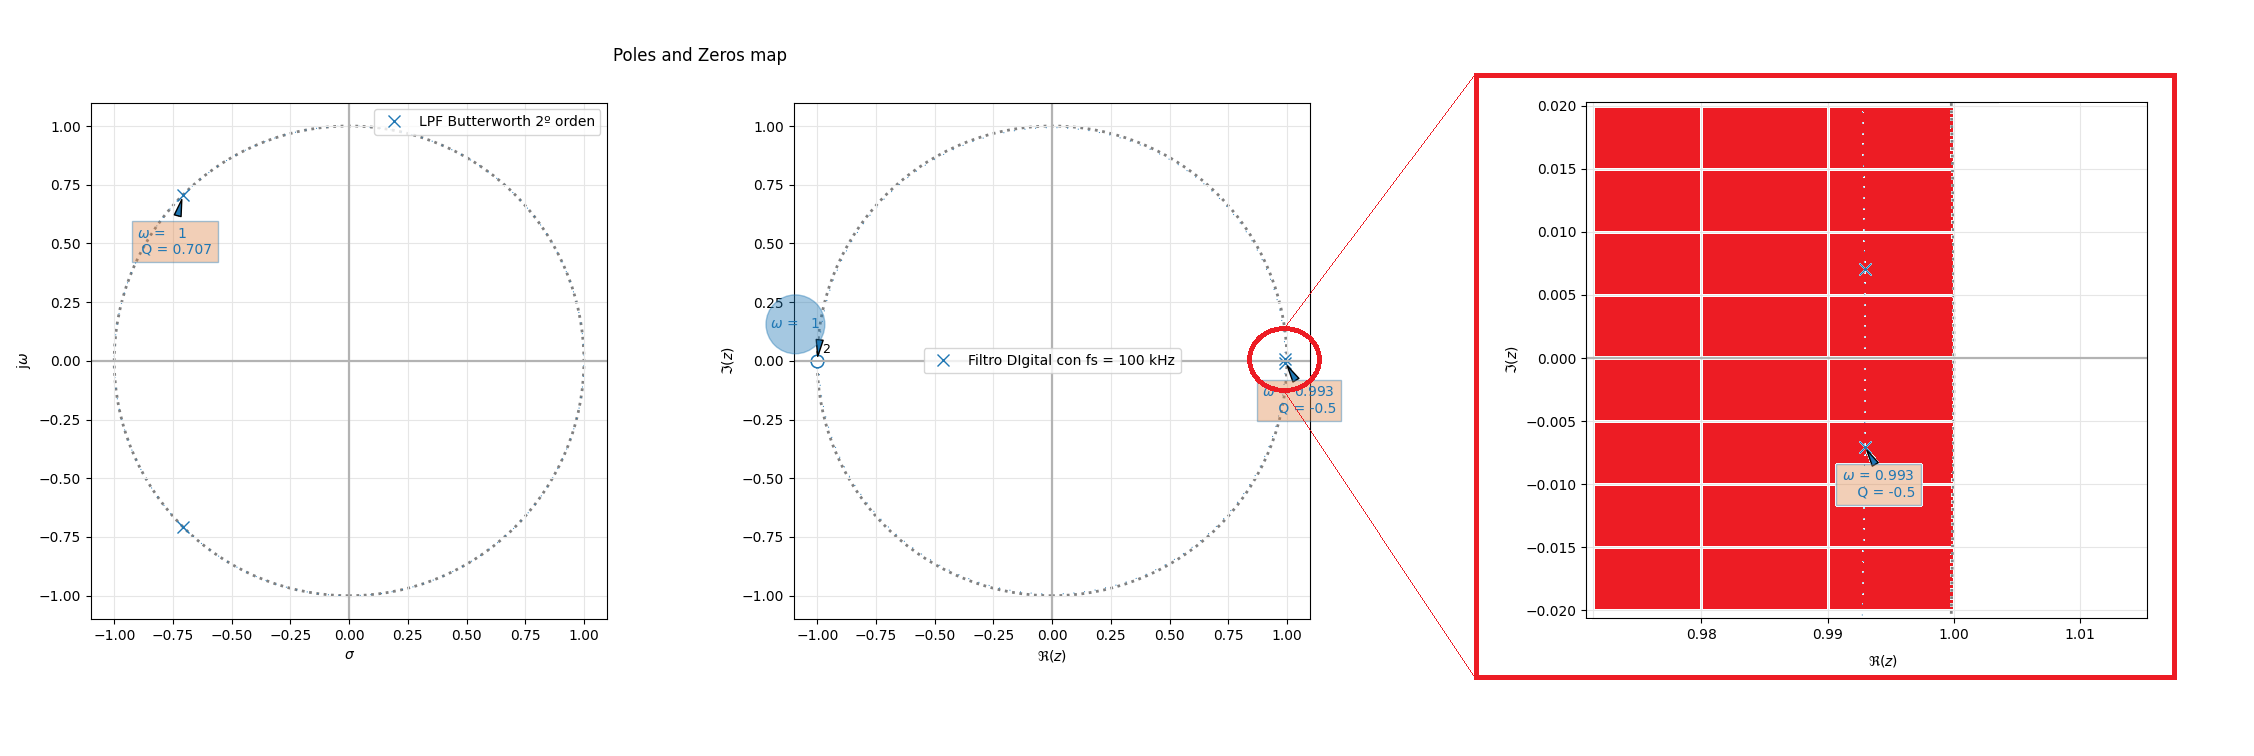 Poles and Zeros map
LPF Butterworth 2º orden
1.00
0.75
0.50
0.25
0.00
−0.25
−0.50
−0.75
−1.00
ω = 1
Q = 0.707
jω
−1.00 −0.75 −0.50 −0.25 0.00 0.25 0.50 0.75 1.00
σ
1.00
0.75
0.50
0.25
0.00
−0.25
−0.50
−0.75
−1.00
ω = 1
2
Filtro DIgital con fs = 100 kHz
ω = 0.993
Q = -0.5
ℑ(z)
−1.00 −0.75 −0.50 −0.25 0.00 0.25 0.50 0.75 1.00
ℜ(z)
0.020
0.015
0.010
0.005
0.000
−0.005
−0.010
−0.015
−0.020
ω = 0.993
Q = -0.5
ℑ(z)
0.98 0.99 1.00 1.01
ℜ(z)